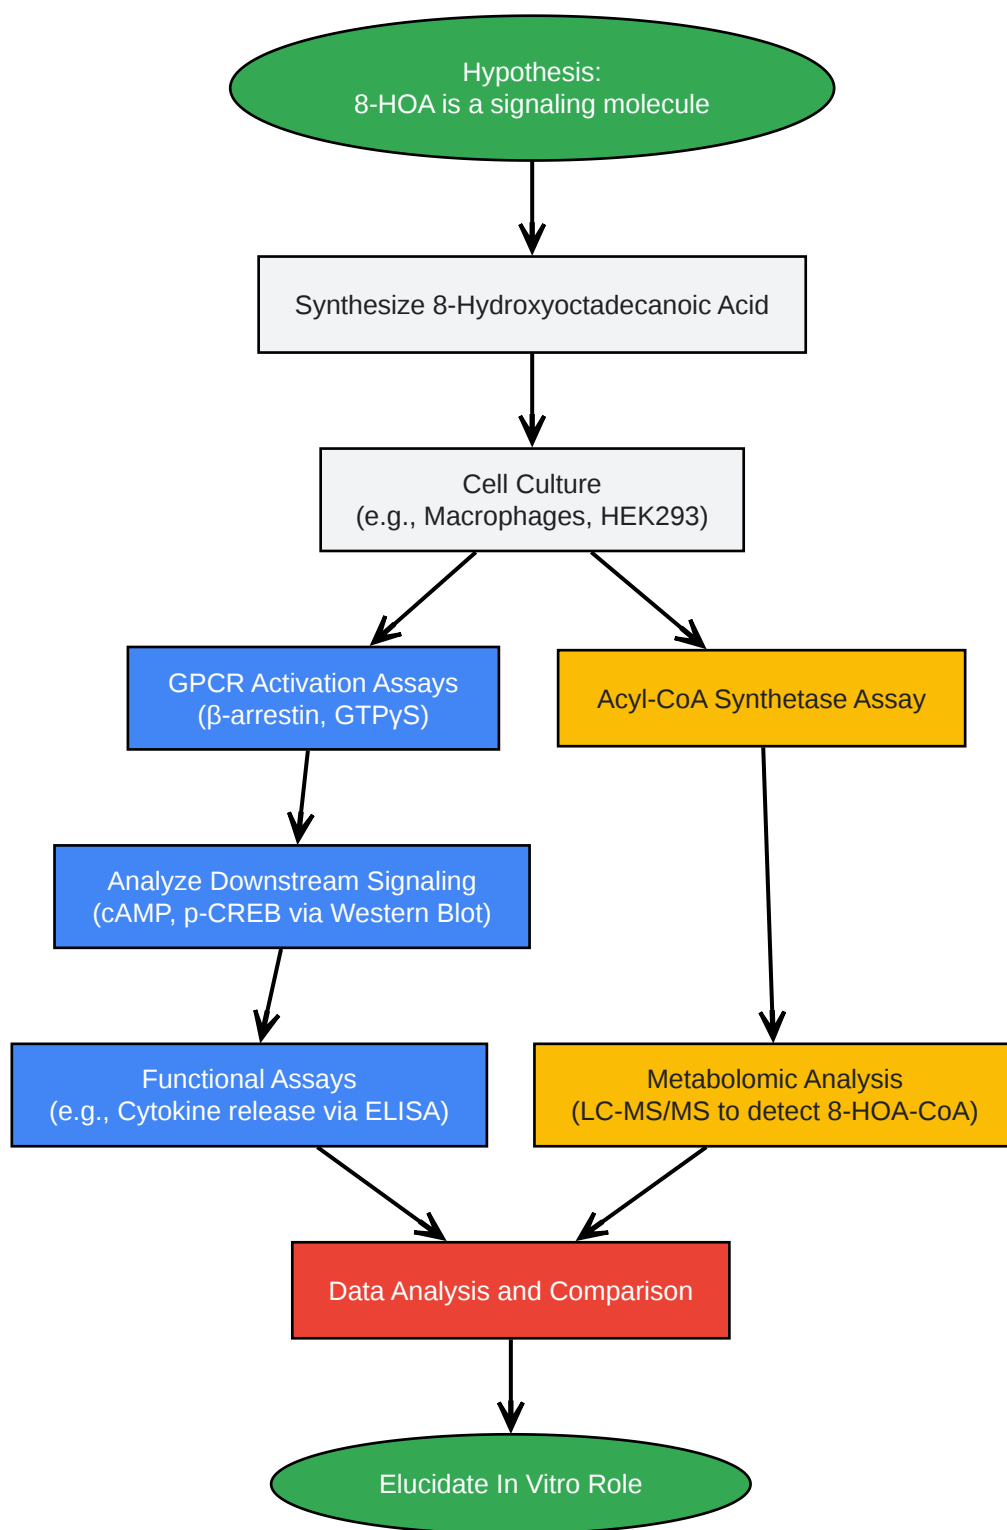 Hypothesis:
8-HOA is a signaling molecule
Synthesize 8-Hydroxyoctadecanoic Acid
Cell Culture
(e.g., Macrophages, HEK293)
GPCR Activation Assays
(β-arrestin, GTPγS)
Acyl-CoA Synthetase Assay
Analyze Downstream Signaling
(cAMP, p-CREB via Western Blot)
Functional Assays
(e.g., Cytokine release via ELISA)
Metabolomic Analysis
(LC-MS/MS to detect 8-HOA-CoA)
Data Analysis and Comparison
Elucidate In Vitro Role